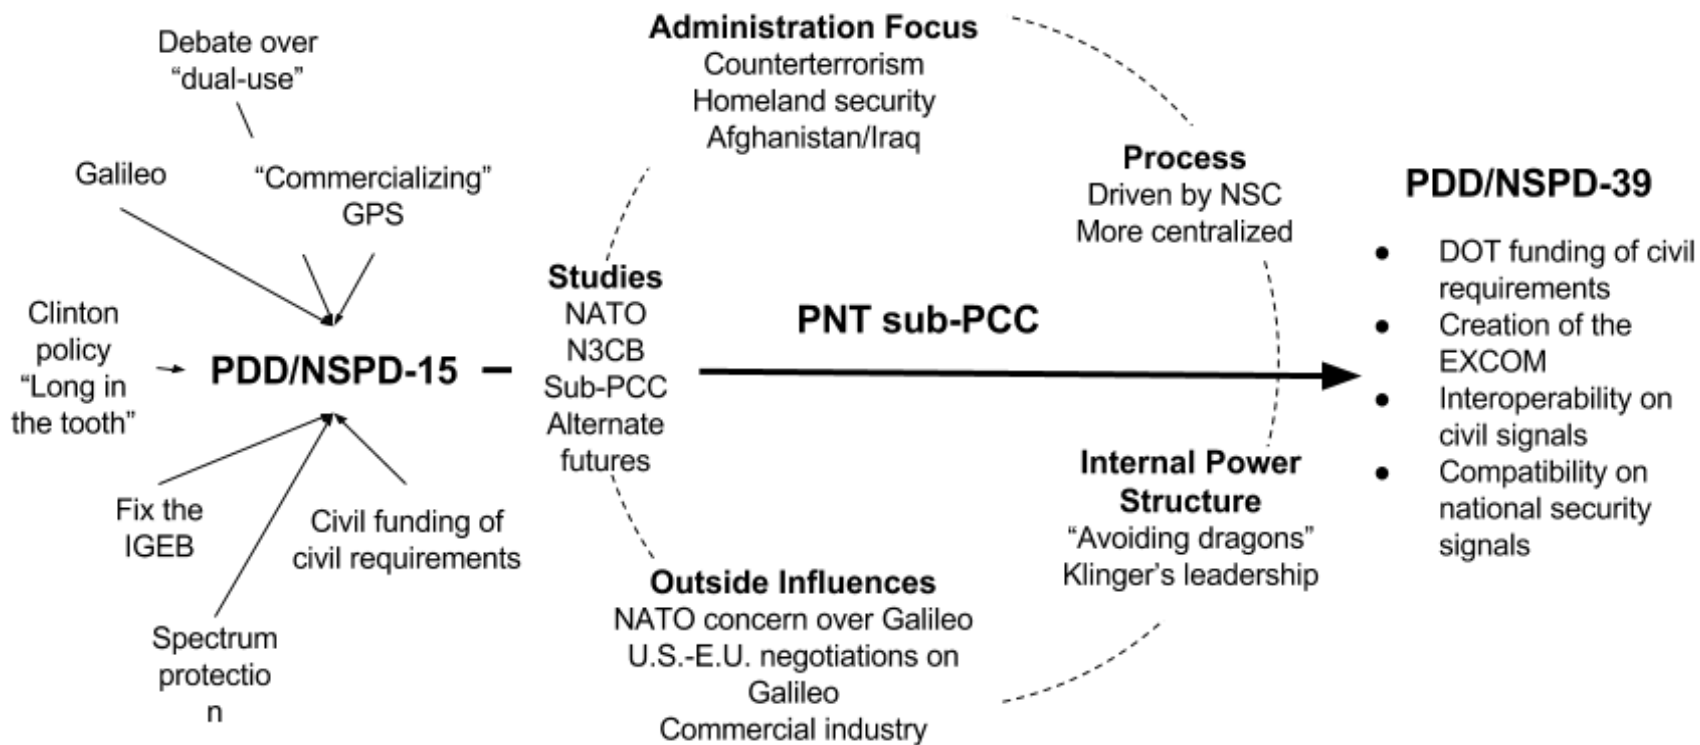 Debate over
“dual-use”
Galileo
“Commercializing”
GPS
Clinton
policy
“Long in
the tooth”
PDD/NSPD-15
Fix the
IGEB
Civil funding of
civil requirements
Spectrum
protectio
n
Administration Focus
Counterterrorism
Homeland security
Afghanistan/Iraq
Studies
NATO
N3CB
Sub-PCC
Alternate
futures
Process
Driven by NSC
More centralized
PNT sub-PCC
Internal Power
Structure
“Avoiding dragons”
Klinger’s leadership
Outside Influences
NATO concern over Galileo
U.S.-E.U. negotiations on
Galileo
Commercial industry
PDD/NSPD-39
● DOT funding of civil
requirements
● Creation of the
EXCOM
● Interoperability on
civil signals
● Compatibility on
national security
signals